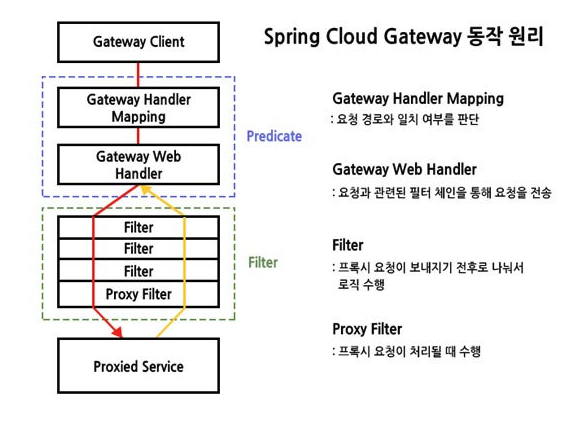 Spring Cloud Gateway 동작 원리
Gateway Client
Gateway Handler
Mapping
Gateway Web
Handler
Predicate
Filter
Filter
Filter
Proxy Filter
Filter
Proxied Service
Gateway Handler Mapping
: 요청 경로와 일치 여부를 판단
Gateway Web Handler
: 요청과 관련된 필터 체인을 통해 요청을 전송
Filter
: 프록시 요청이 보내지기 전후로 나눠서
로직 수행
Proxy Filter
: 프록시 요청이 처리될 때 수행